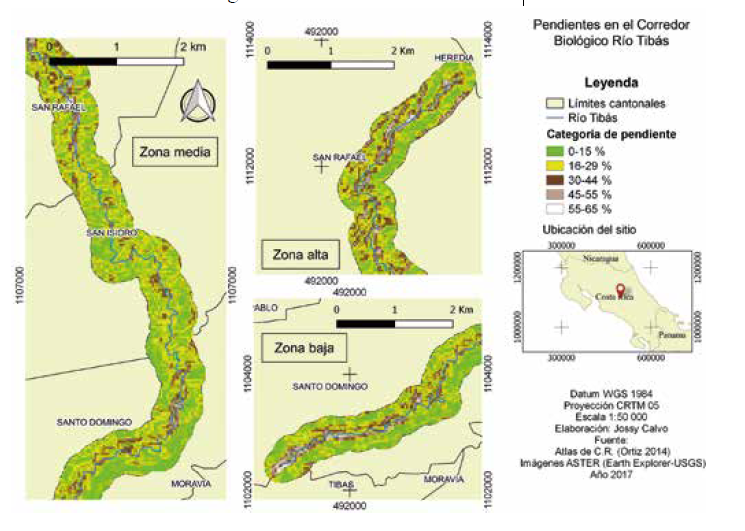 Pendientes en el Corredor
Biológico Río Tibás
0 1 2 km
SAN RAFAEL
Zona media
SAN ISIDRO
SANTO DOMINGO
MORAVIA
1107000
1107000
492000
0 1 2 Km
HEREDIA
SAN RAFAEL
Zona alta
1114000
1114000
1112000
1112000
492000
492000
PABLO
0 1 2 Km
Zona baja
SANTO DOMINGO
TIBAS
MORAVIA
1104000
1104000
1102000
1102000
492000
Leyenda
Límites cantonales
Río Tibás
Categoría de pendiente
0-15 %
16-29 %
30-44 %
45-55 %
55-65 %
Ubicación del sitio
300000 600000
Nicaragua
Costa Rica
Panama
1200000
1200000
1000000
1000000
300000 600000
Datum WGS 1984
Proyección CRTM 05
Escala 1:50 000
Elaboración: Jossy Calvo
Fuente:
Atlas de C.R. (Ortiz 2014)
Imágenes ASTER (Earth Explorer-USGS)
Año 2017